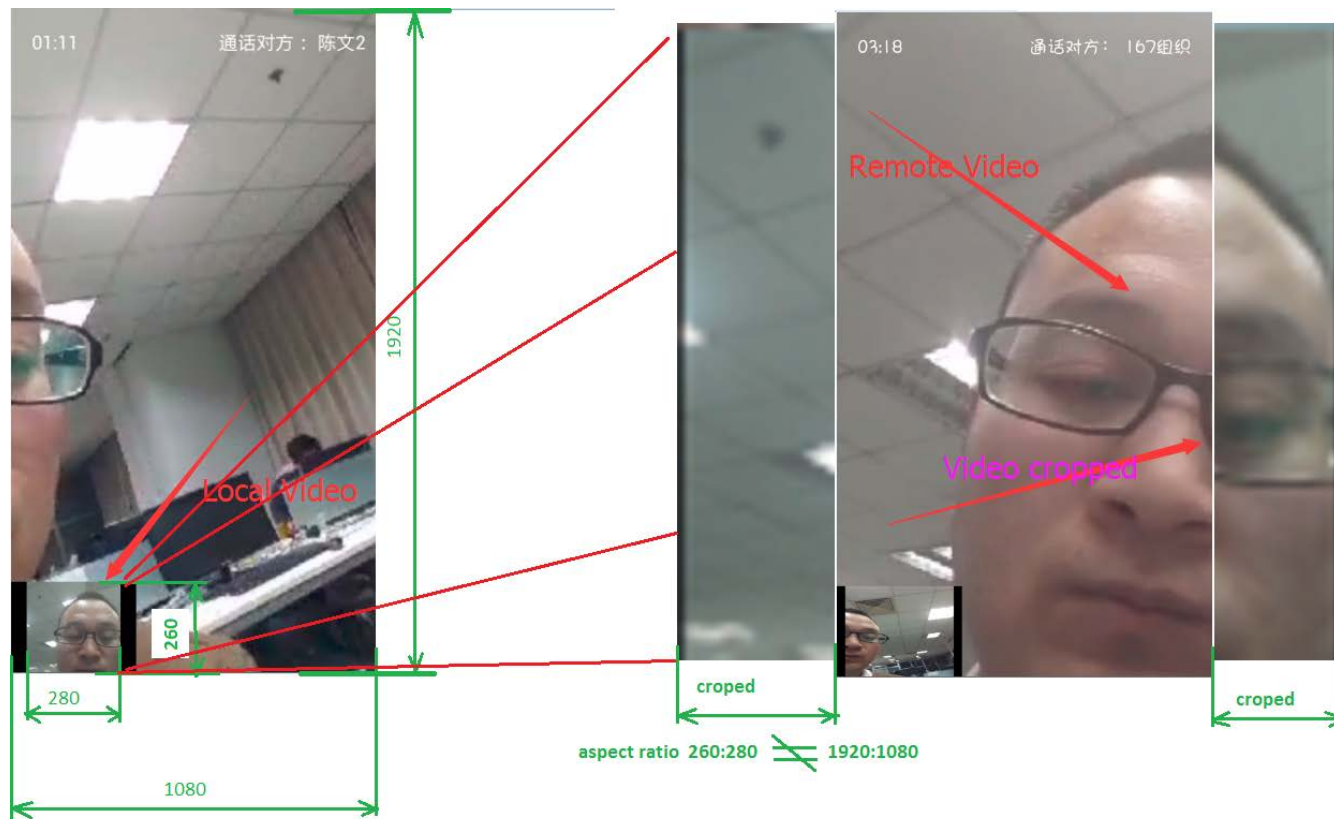 01:11
通话对方： 陈文2
03:18
通话对方： 167组织
Remote Video
1920
Video cropped
Local Video
260
280
croped
croped
aspect ratio 260:280
1920:1080
1080